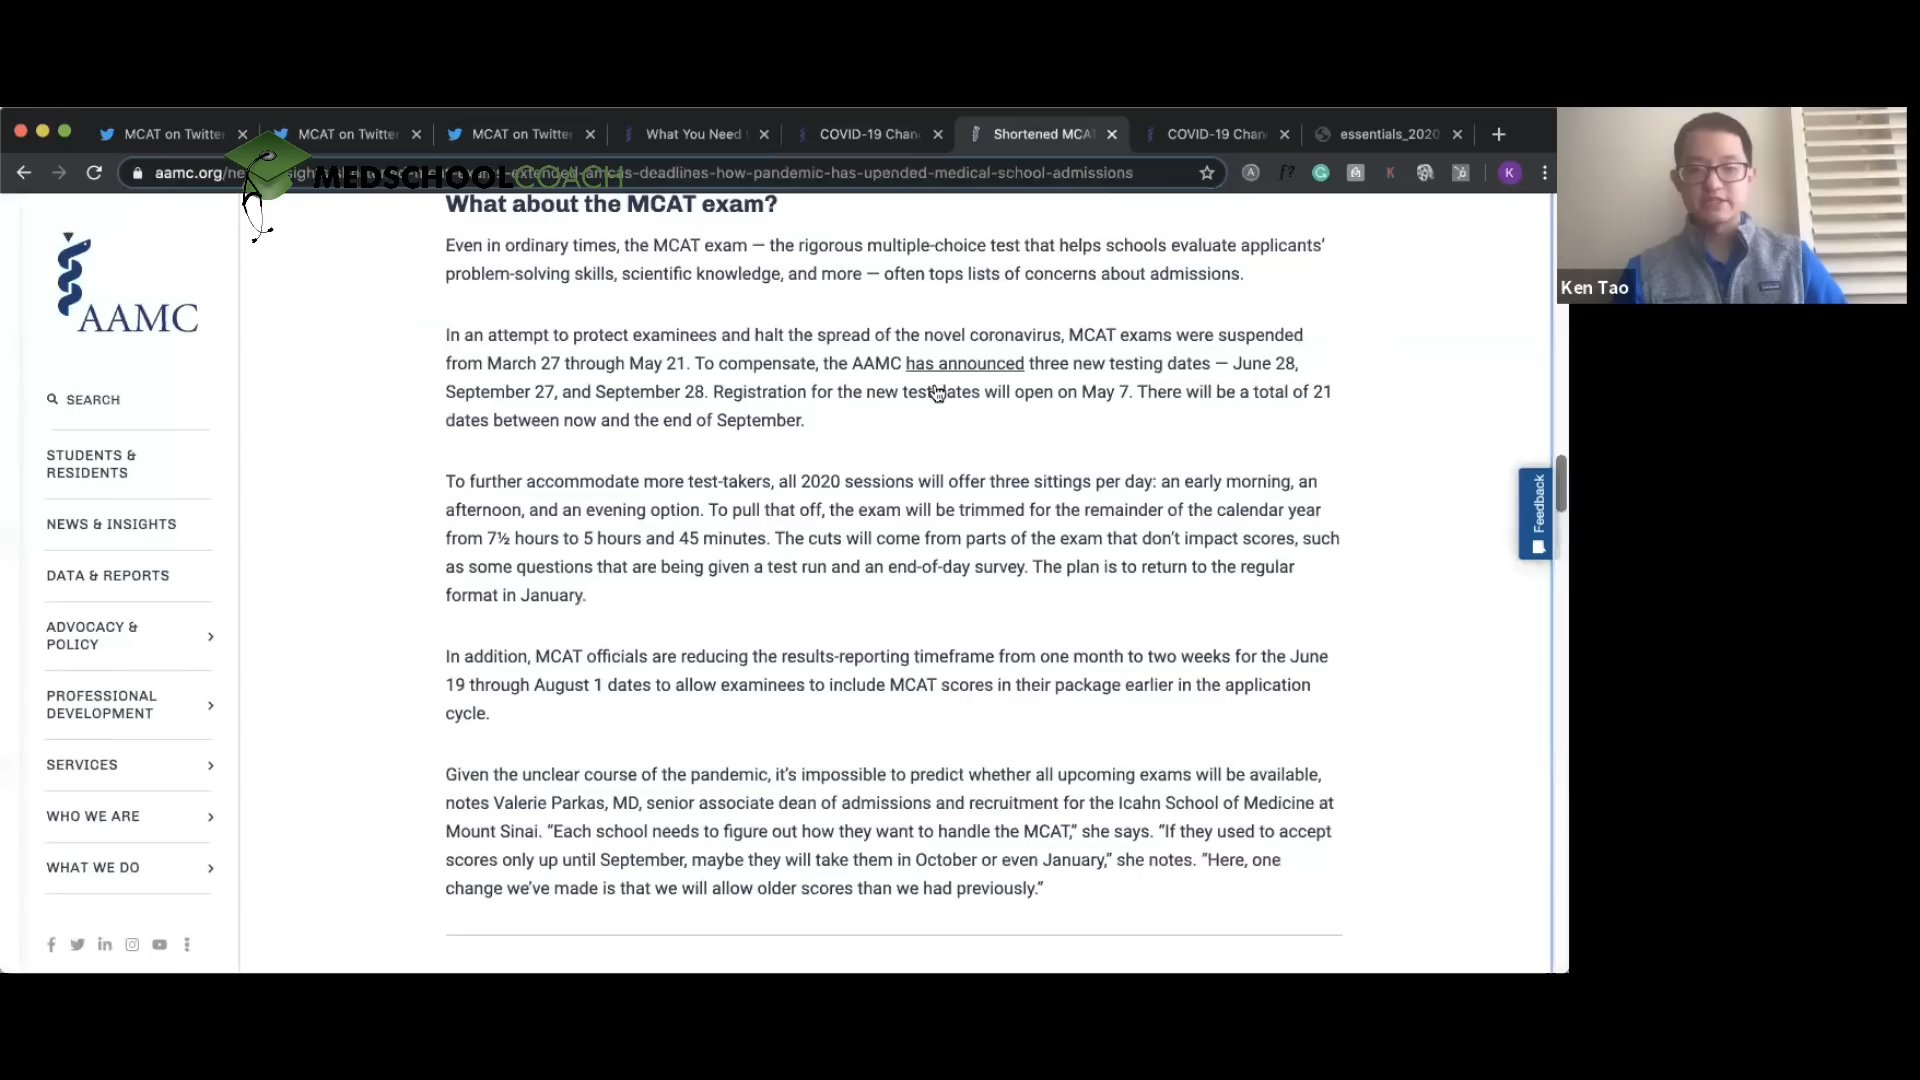 MCAT on Twitte
MCAT on Twitte
MCAT on Twitte
What You Need
COVID-19 Chan
Shortened MCA
COVID-19 Chan
essentials_2020
aamc.org/ne
extended-amcas-deadlines-how-pandemic-has-upended-medical-school-admissions
MEDSCHOOLCOACH
K
Ken Tao
AAMC
SEARCH
STUDENTS &
RESIDENTS
NEWS & INSIGHTS
DATA & REPORTS
ADVOCACY &
POLICY
PROFESSIONAL
DEVELOPMENT
SERVICES
WHO WE ARE
WHAT WE DO
What about the MCAT exam?
Even in ordinary times, the MCAT exam — the rigorous multiple-choice test that helps schools evaluate applicants’
problem-solving skills, scientific knowledge, and more — often tops lists of concerns about admissions.
In an attempt to protect examinees and halt the spread of the novel coronavirus, MCAT exams were suspended
from March 27 through May 21. To compensate, the AAMC has announced three new testing dates — June 28,
September 27, and September 28. Registration for the new test dates will open on May 7. There will be a total of 21
dates between now and the end of September.
To further accommodate more test-takers, all 2020 sessions will offer three sittings per day: an early morning, an
afternoon, and an evening option. To pull that off, the exam will be trimmed for the remainder of the calendar year
from 7½ hours to 5 hours and 45 minutes. The cuts will come from parts of the exam that don’t impact scores, such
as some questions that are being given a test run and an end-of-day survey. The plan is to return to the regular
format in January.
In addition, MCAT officials are reducing the results-reporting timeframe from one month to two weeks for the June
19 through August 1 dates to allow examinees to include MCAT scores in their package earlier in the application
cycle.
Given the unclear course of the pandemic, it’s impossible to predict whether all upcoming exams will be available,
notes Valerie Parkas, MD, senior associate dean of admissions and recruitment for the Icahn School of Medicine at
Mount Sinai. “Each school needs to figure out how they want to handle the MCAT,” she says. “If they used to accept
scores only up until September, maybe they will take them in October or even January,” she notes. “Here, one
change we’ve made is that we will allow older scores than we had previously.”
Feedback